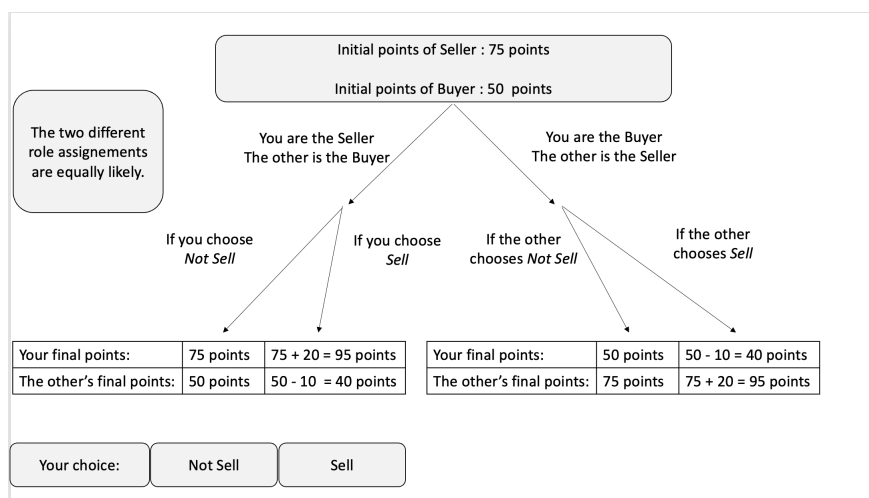 Initial points of Seller : 75 points
Initial points of Buyer : 50 points
The two different
role assignements
are equally likely.
You are the Seller
The other is the Buyer
You are the Buyer
The other is the Seller
If you choose
Not Sell
If you choose
Sell
If the other
chooses Not Sell
If the other
chooses Sell
Your final points: 75 points 75 + 20 = 95 points
The other's final points: 50 points 50 - 10 = 40 points
Your final points: 50 points 50 - 10 = 40 points
The other's final points: 75 points 75 + 20 = 95 points
Your choice: Not Sell Sell